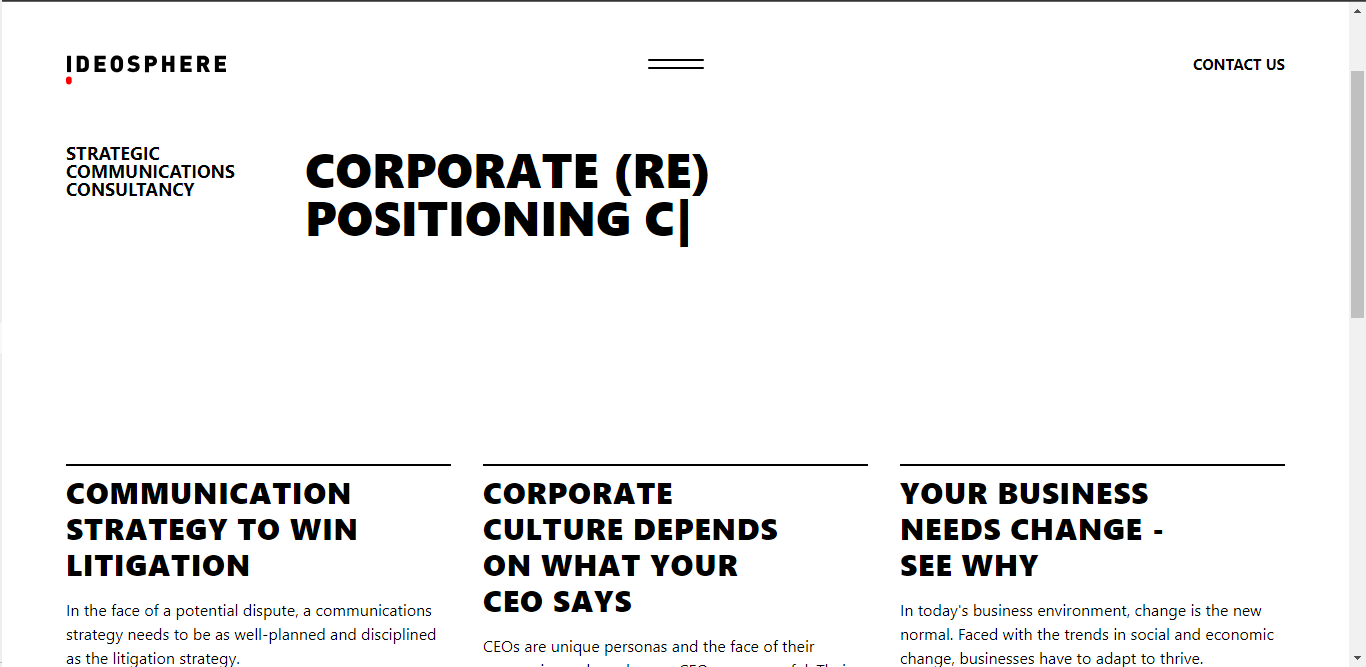 IDEOSPHERE
CONTACT US
STRATEGIC
COMMUNICATIONS
CONSULTANCY
CORPORATE (RE)
POSITIONING C|
COMMUNICATION
STRATEGY TO WIN
LITIGATION
In the face of a potential dispute, a communications
strategy needs to be as well-planned and disciplined
as the litigation strategy.
CORPORATE
CULTURE DEPENDS
ON WHAT YOUR
CEO SAYS
CEOs are unique personas and the face of their
YOUR BUSINESS
NEEDS CHANGE -
SEE WHY
In today's business environment, change is the new
normal. Faced with the trends in social and economic
change, businesses have to adapt to thrive.